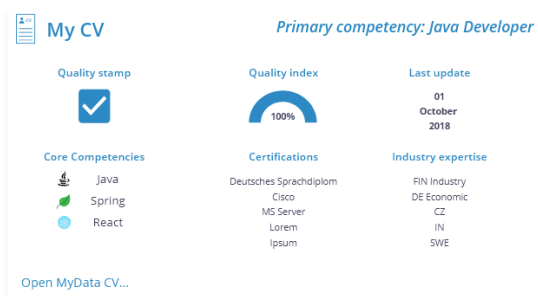 CV
My CV
Primary competency: Java Developer
Quality stamp
Quality index
100%
Last update
01
October
2018
Core Competencies
Java
Spring
React
Certifications
Deutsches Sprachdiplom
Cisco
MS Server
Lorem
Ipsum
Industry expertise
FIN Industry
DE Economic
CZ
IN
SWE
Open MyData CV...